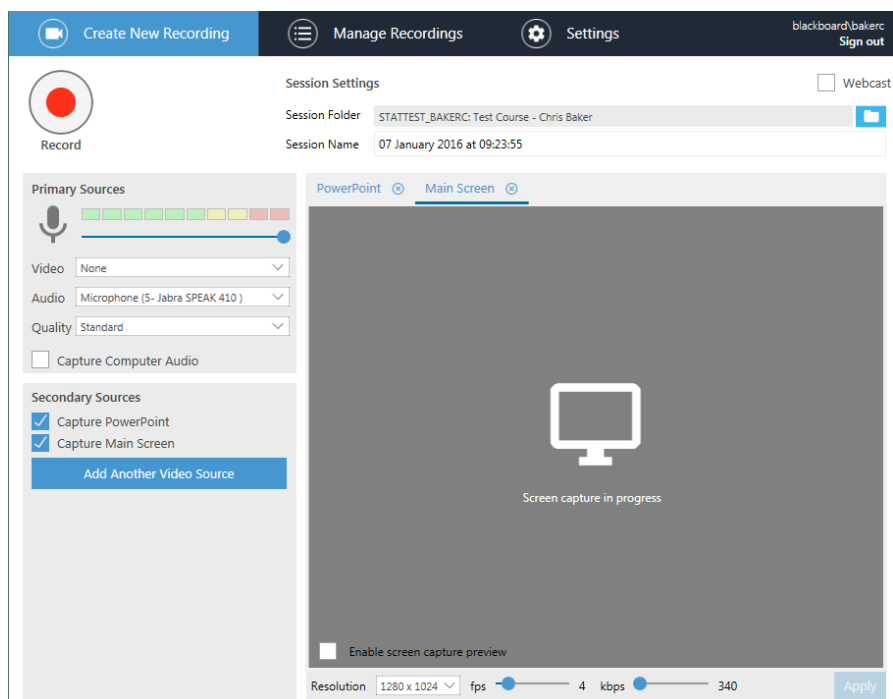 Create New Recording
Manage Recordings
Settings
blackboard\bakerc
Sign out
Record
Session Settings
Webcast
Session Folder
STATTEST_BAKERC: Test Course - Chris Baker
Session Name
07 January 2016 at 09:23:55
Primary Sources
Video
None
Audio
Microphone (5- Jabra SPEAK 410 )
Quality
Standard
Capture Computer Audio
Secondary Sources
Capture PowerPoint
Capture Main Screen
Add Another Video Source
PowerPoint
Main Screen
Screen capture in progress
Enable screen capture preview
Resolution
1280 x 1024
fps
4
kbps
340
Apply